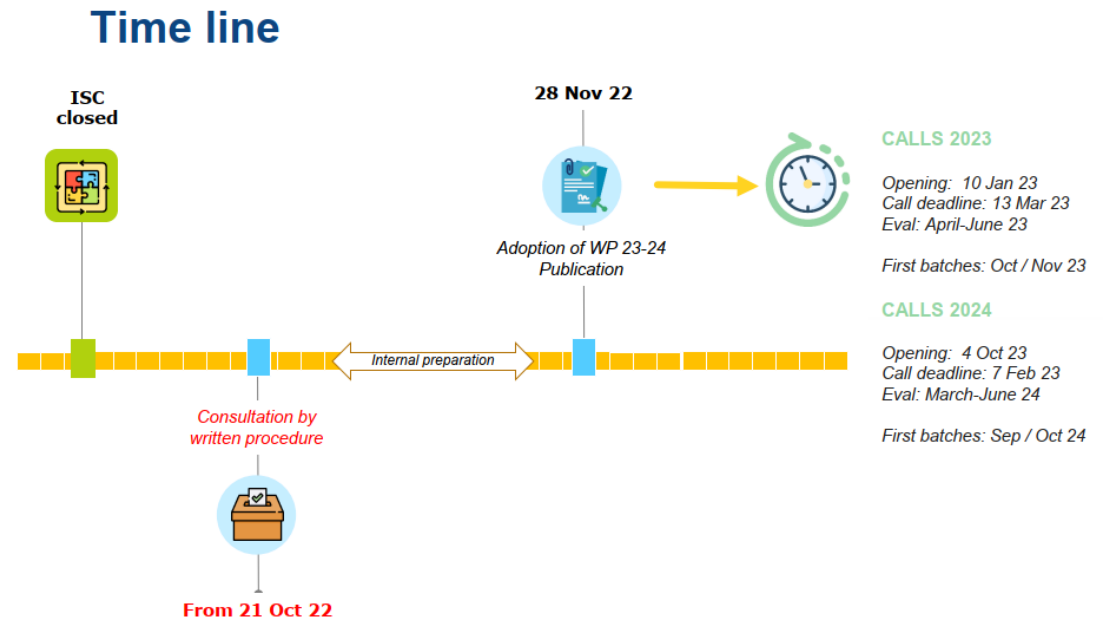 Time line
ISC
closed
28 Nov 22
Adoption of WP 23-24
Publication
Internal preparation
Consultation by
written procedure
From 21 Oct 22
CALLS 2023
Opening: 10 Jan 23
Call deadline: 13 Mar 23
Eval: April-June 23
First batches: Oct / Nov 23
CALLS 2024
Opening: 4 Oct 23
Call deadline: 7 Feb 23
Eval: March-June 24
First batches: Sep / Oct 24